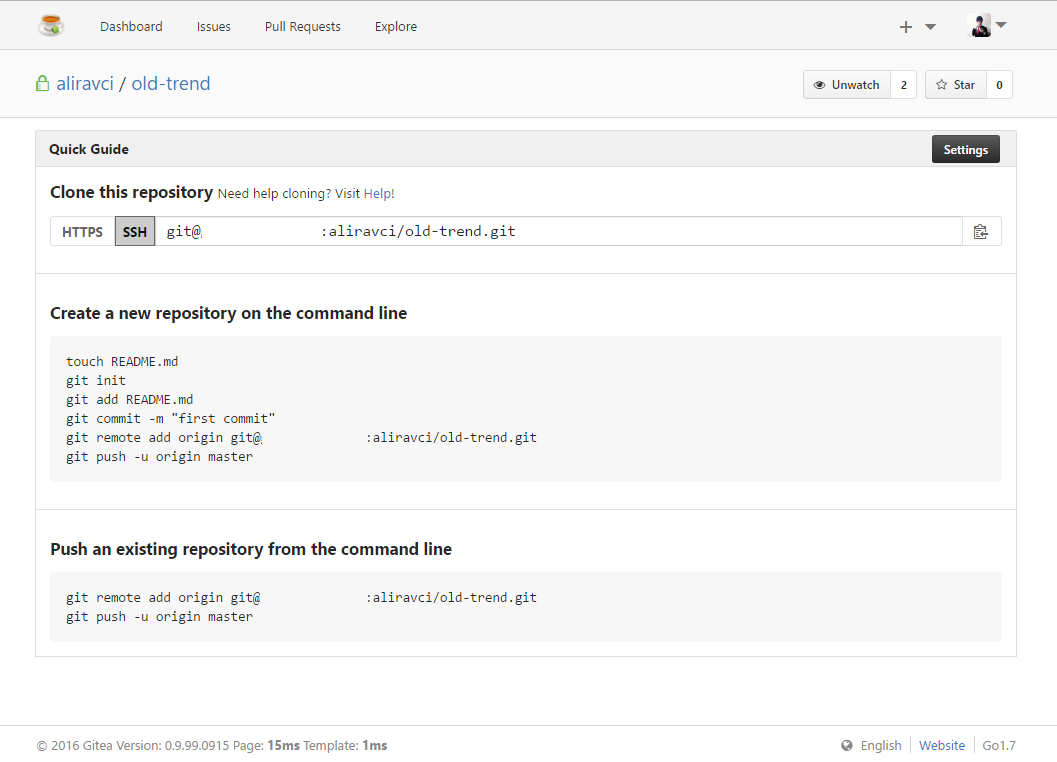 Dashboard Issues Pull Requests Explore
aliravci / old-trend Unwatch 2 Star 0
Quick Guide Settings
Clone this repository Need help cloning? Visit Help!
HTTPS SSH git@ :aliravci/old-trend.git
Create a new repository on the command line
touch README.md
git init
git add README.md
git commit -m "first commit"
git remote add origin git@ :aliravci/old-trend.git
git push -u origin master
Push an existing repository from the command line
git remote add origin git@ :aliravci/old-trend.git
git push -u origin master
© 2016 Gitea Version: 0.9.99.0915 Page: 15ms Template: 1ms English Website Go1.7